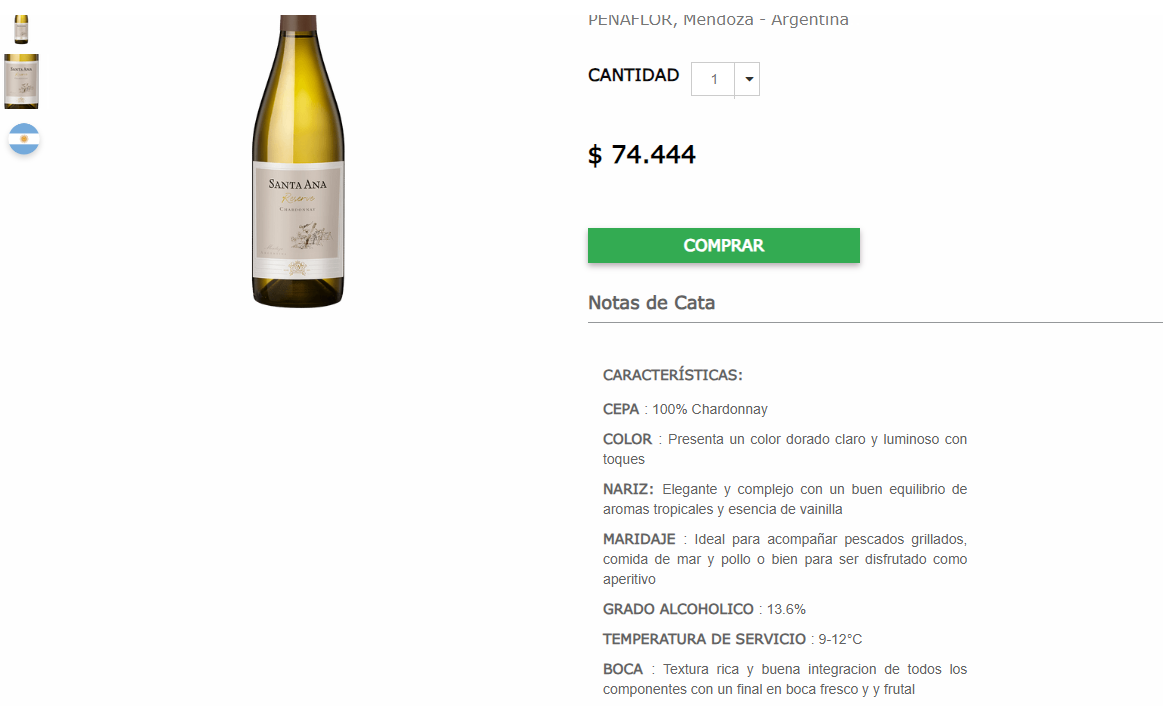 PEÑAFLOR, Mendoza - Argentina
CANTIDAD 1
$ 74.444
SANTA ANA
Reserve
CHARDONNAY
COMPRAR
Notas de Cata
CARACTERÍSTICAS:
CEPA : 100% Chardonnay
COLOR : Presenta un color dorado claro y luminoso con
toques
NARIZ: Elegante y complejo con un buen equilibrio de
aromas tropicales y esencia de vainilla
MARIDAJE : Ideal para acompañar pescados grillados,
comida de mar y pollo o bien para ser disfrutado como
aperitivo
GRADO ALCOHOLICO : 13.6%
TEMPERATURA DE SERVICIO : 9-12°C
BOCA : Textura rica y buena integracion de todos los
componentes con un final en boca fresco y y frutal